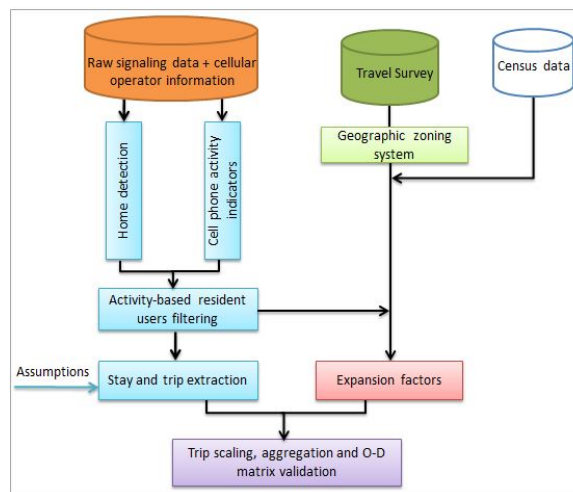 Raw signaling data + cellular
operator information
Travel Survey
Census data
Geographic zoning
system
Home detection
Cell phone activity
indicators
Activity-based resident
users filtering
Assumptions
Stay and trip extraction
Expansion factors
Trip scaling, aggregation and O-D
matrix validation